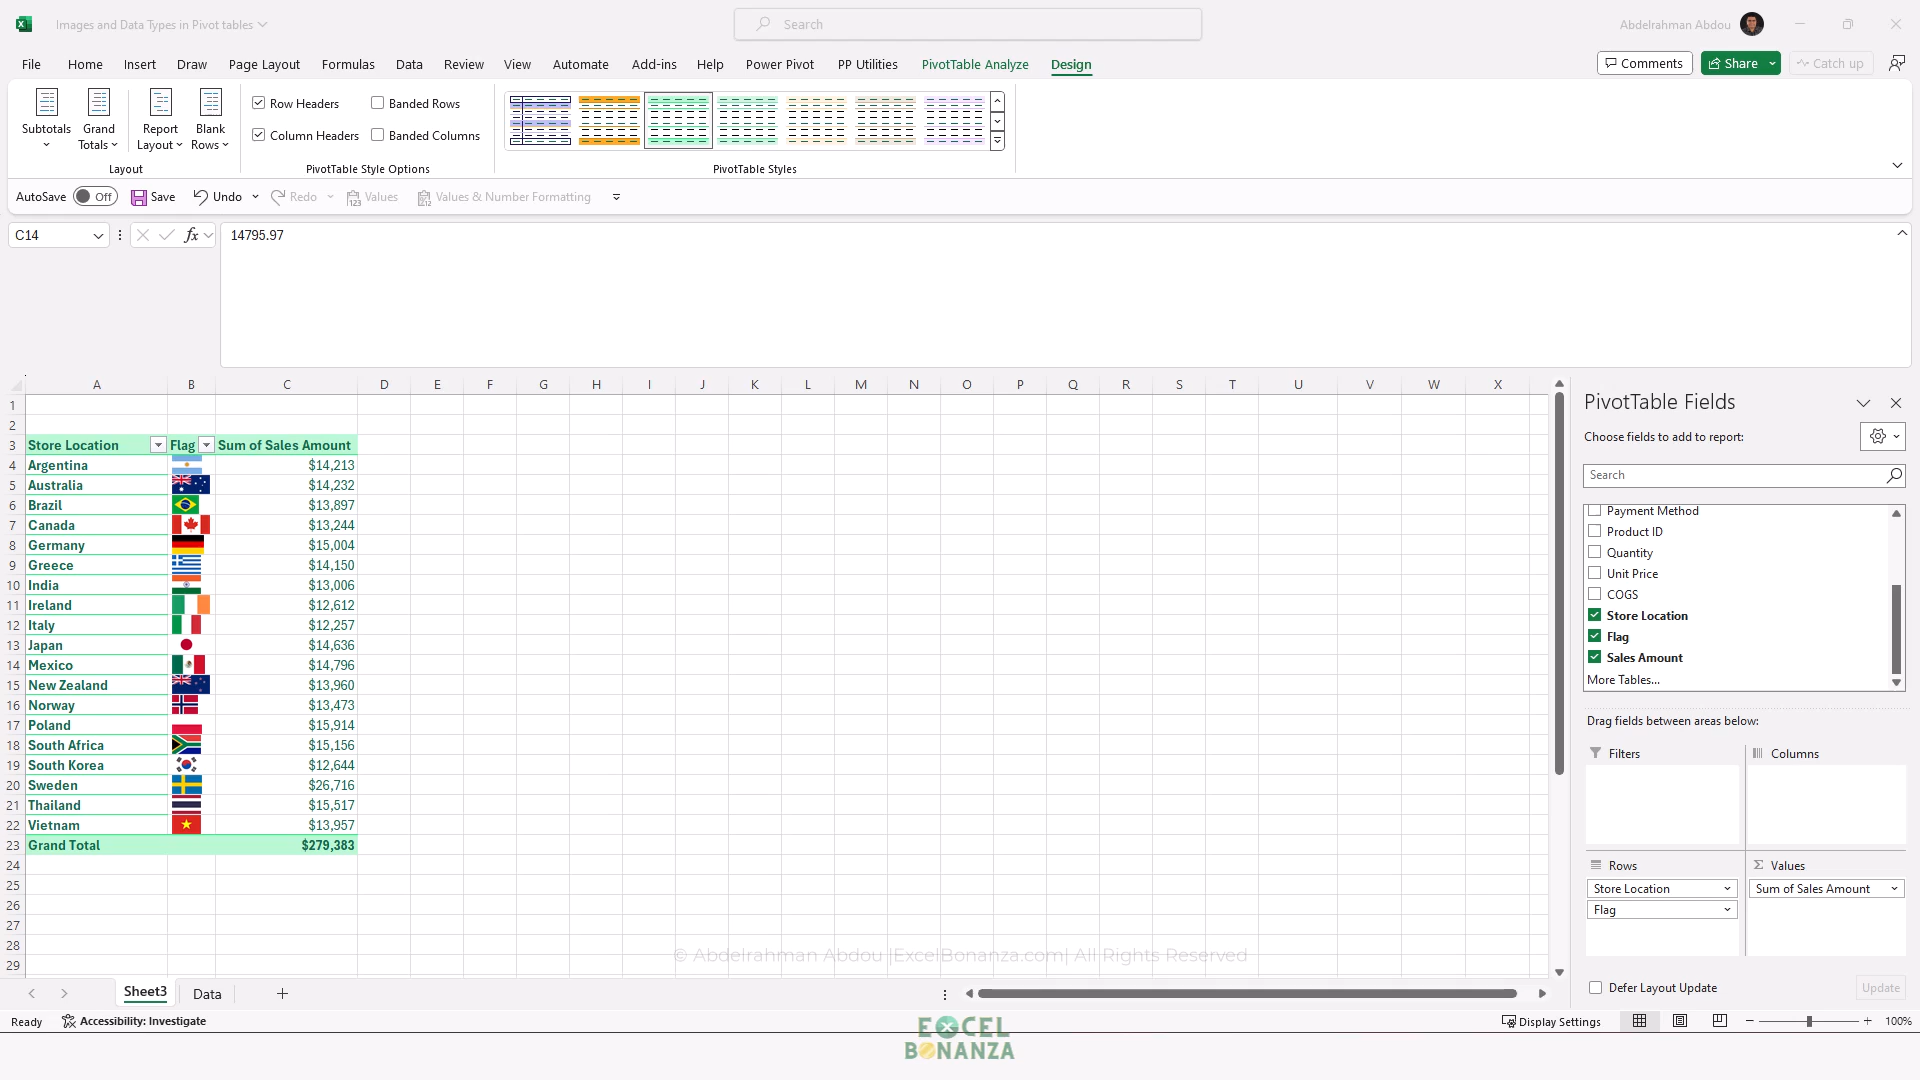 Images and Data Types in Pivot tables
Search
Abdelrahman Abdou
File Home Insert Draw Page Layout Formulas Data Review View Automate Add-ins Help Power Pivot PP Utilities PivotTable Analyze Design
Comments Share Catch up
Subtotals
Grand Totals
Report Layout
Blank Rows
Row Headers Banded Rows
Column Headers Banded Columns
Layout PivotTable Style Options PivotTable Styles
AutoSave Off Save Undo Redo Values Values & Number Formatting
C14 fx 14795.97
A B C D E F G H I J K L M N O P Q R S T U V W X
1
2
3 Store Location Flag Sum of Sales Amount
4 Argentina $14,213
5 Australia $14,232
6 Brazil $13,897
7 Canada $13,244
8 Germany $15,004
9 Greece $14,150
10 India $13,006
11 Ireland $12,612
12 Italy $12,257
13 Japan $14,636
14 Mexico $14,796
15 New Zealand $13,960
16 Norway $13,473
17 Poland $15,914
18 South Africa $15,156
19 South Korea $12,644
20 Sweden $26,716
21 Thailand $15,517
22 Vietnam $13,957
23 Grand Total $279,383
24
25
26
27
28
29
PivotTable Fields
Choose fields to add to report:
Search
Payment Method
Product ID
Quantity
Unit Price
COGS
Store Location
Flag
Sales Amount
More Tables...
Drag fields between areas below:
Filters Columns
Rows Σ Values
Store Location Sum of Sales Amount
Flag
Defer Layout Update Update
© Abdelrahman Abdou |ExcelBonanza.com| All Rights Reserved
Sheet3 Data
Ready Accessibility: Investigate
Display Settings 100%
EXCEL
BONANZA